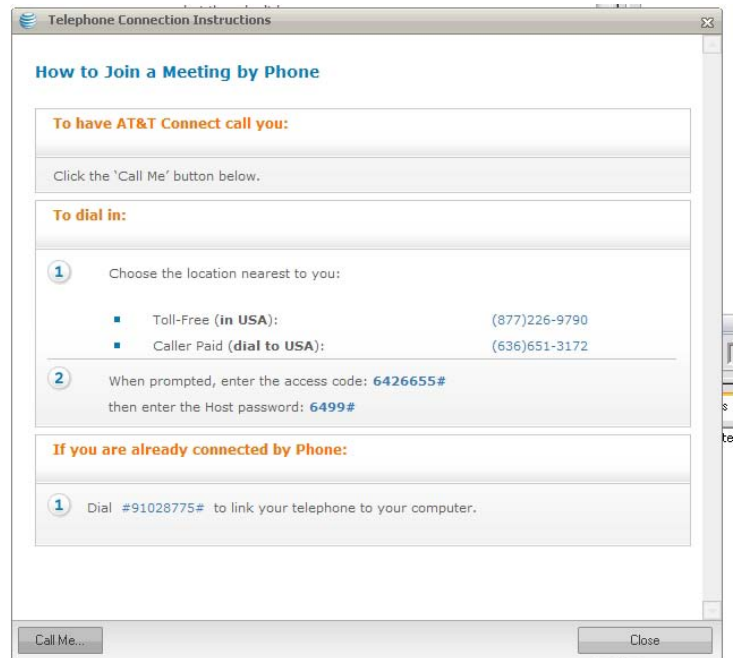 Telephone Connection Instructions
How to Join a Meeting by Phone
To have AT&T Connect call you:
Click the ‘Call Me’ button below.
To dial in:
1 Choose the location nearest to you:
Toll-Free (in USA): (877)226-9790
Caller Paid (dial to USA): (636)651-3172
2 When prompted, enter the access code: 6426655#
then enter the Host password: 6499#
If you are already connected by Phone:
1 Dial #91028775# to link your telephone to your computer.
Call Me...
Close